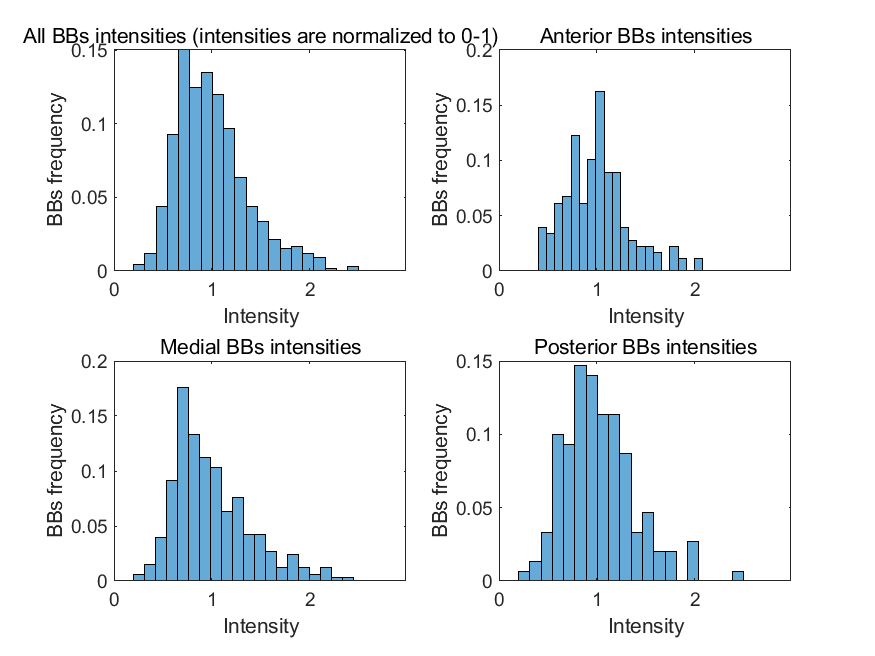 All BBs intensities (intensities are normalized to 0-1)
0.15
0.1
0.05
0
BBs frequency
0 1 2
Intensity
Anterior BBs intensities
0.2
0.15
0.1
0.05
0
BBs frequency
0 1 2
Intensity
Medial BBs intensities
0.2
0.15
0.1
0.05
0
BBs frequency
0 1 2
Intensity
Posterior BBs intensities
0.15
0.1
0.05
0
BBs frequency
0 1 2
Intensity